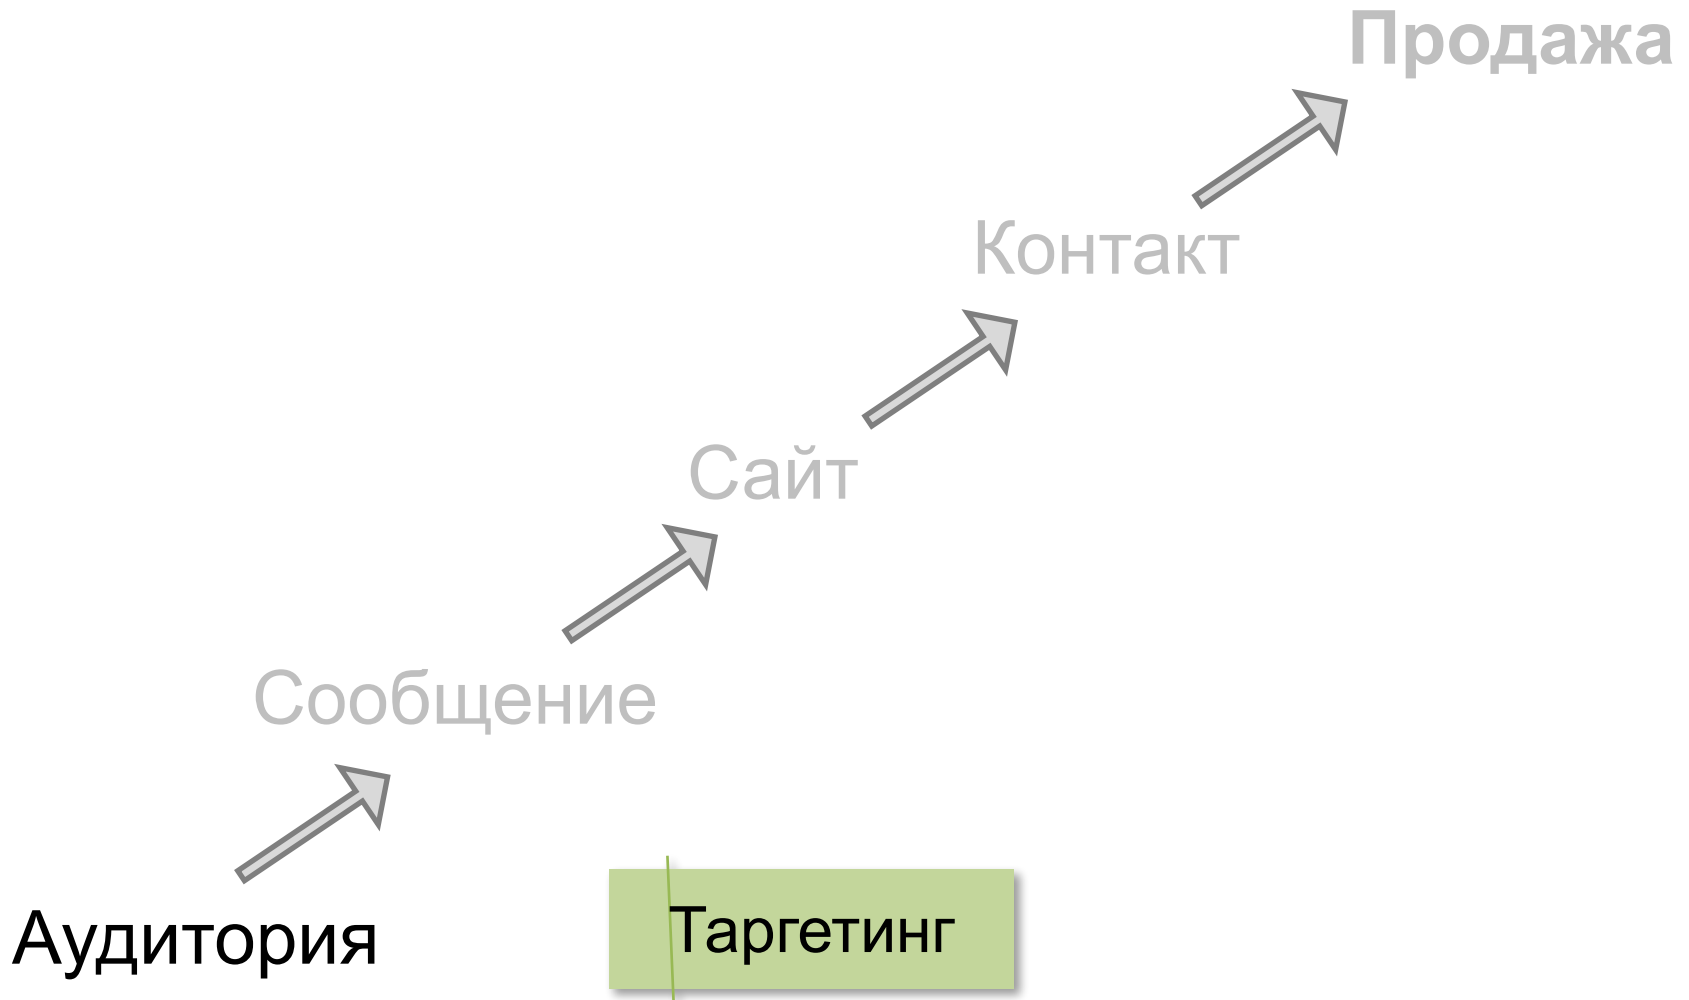 Продажа
Контакт
Сайт
Сообщение
Аудитория
Таргетинг